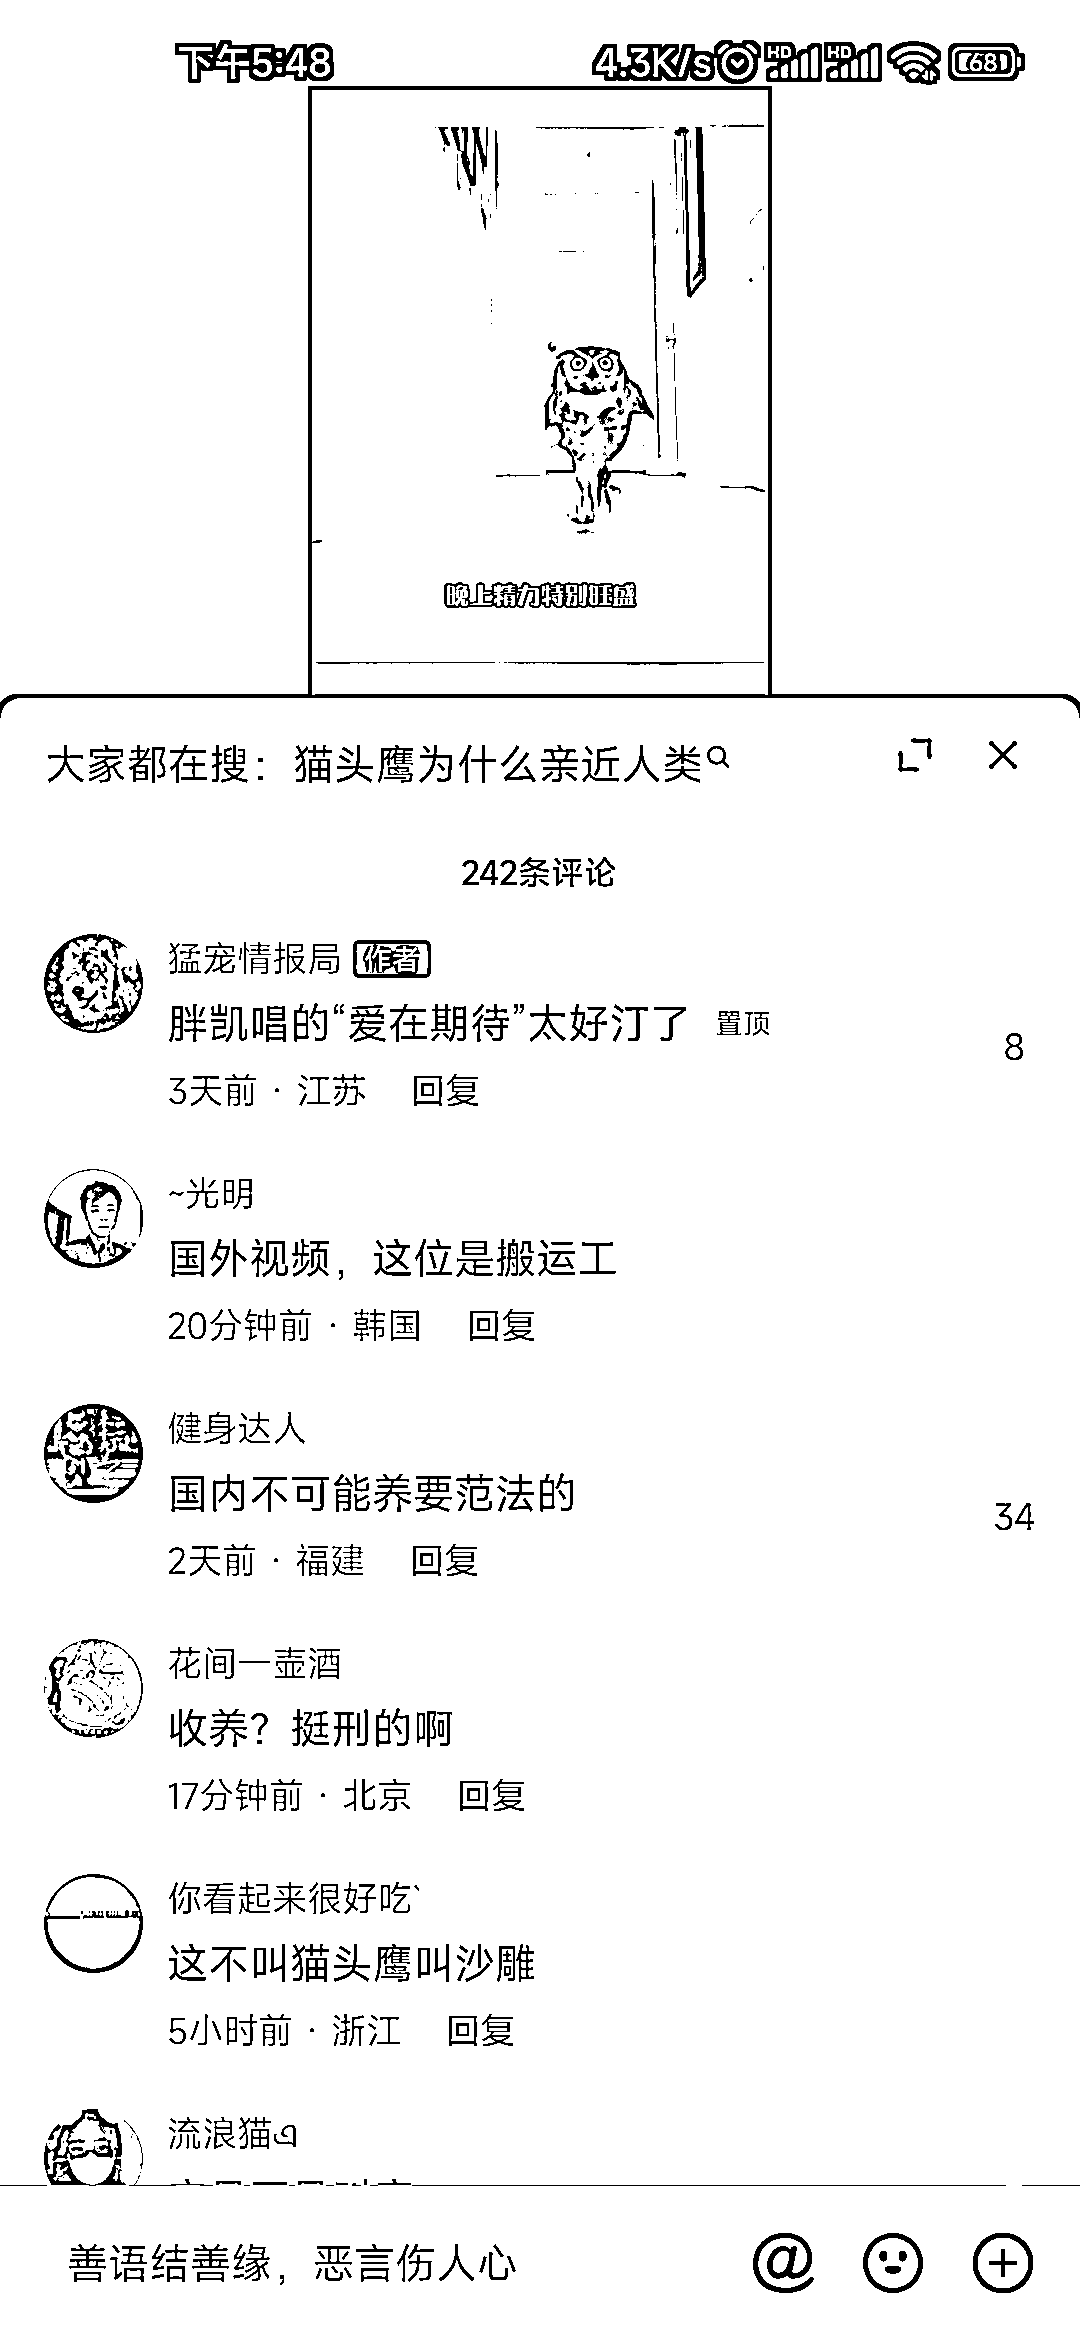 下午5:48 4.3K/s HD HD 68
晚上精力特别旺盛
大家都在搜：猫头鹰为什么亲近人类
242条评论
猛宠情报局 作者
胖凯唱的“爱在期待”太好汀了 置顶
8
3天前 · 江苏 回复
~光明
国外视频，这位是搬运工
20分钟前 · 韩国 回复
健身达人
国内不可能养要范法的
34
2天前 · 福建 回复
花间一壶酒
收养？挺刑的啊
17分钟前 · 北京 回复
你看起来很好吃`
这不叫猫头鹰叫沙雕
5小时前 · 浙江 回复
流浪猫
善语结善缘，恶言伤人心